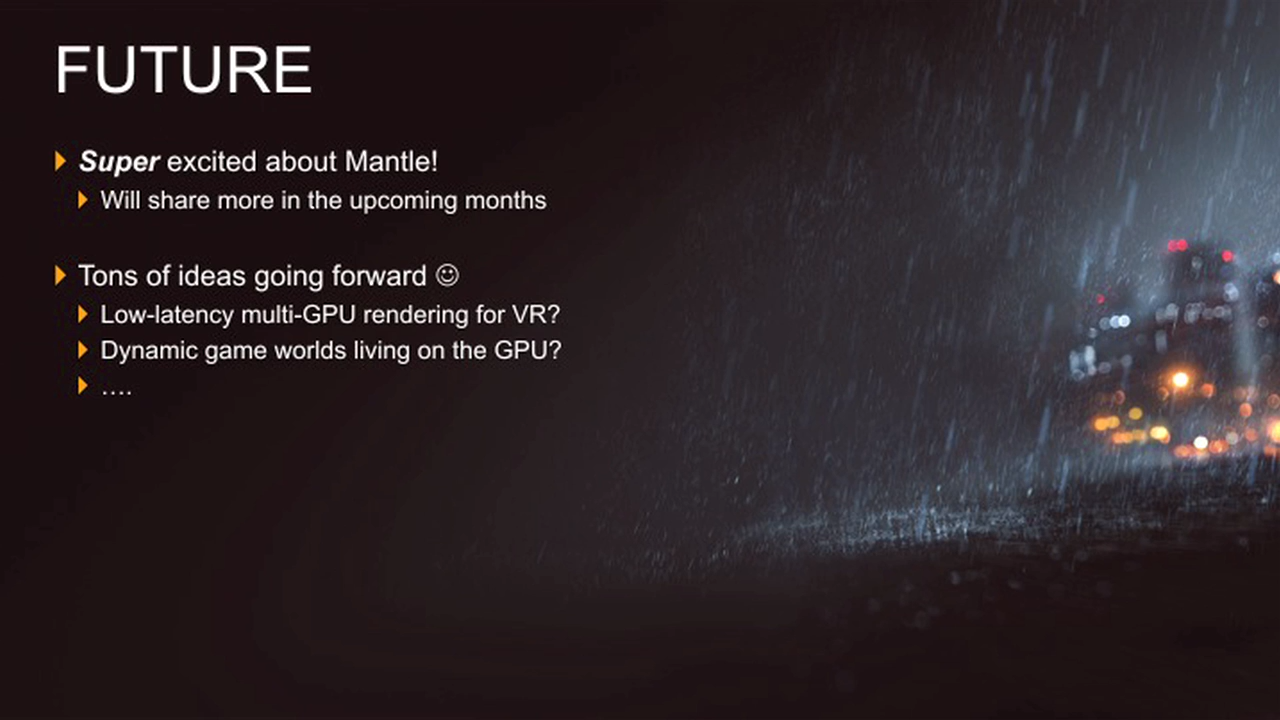 FUTURE
Super excited about Mantle!
Will share more in the upcoming months
Tons of ideas going forward ☺
Low-latency multi-GPU rendering for VR?
Dynamic game worlds living on the GPU?
….